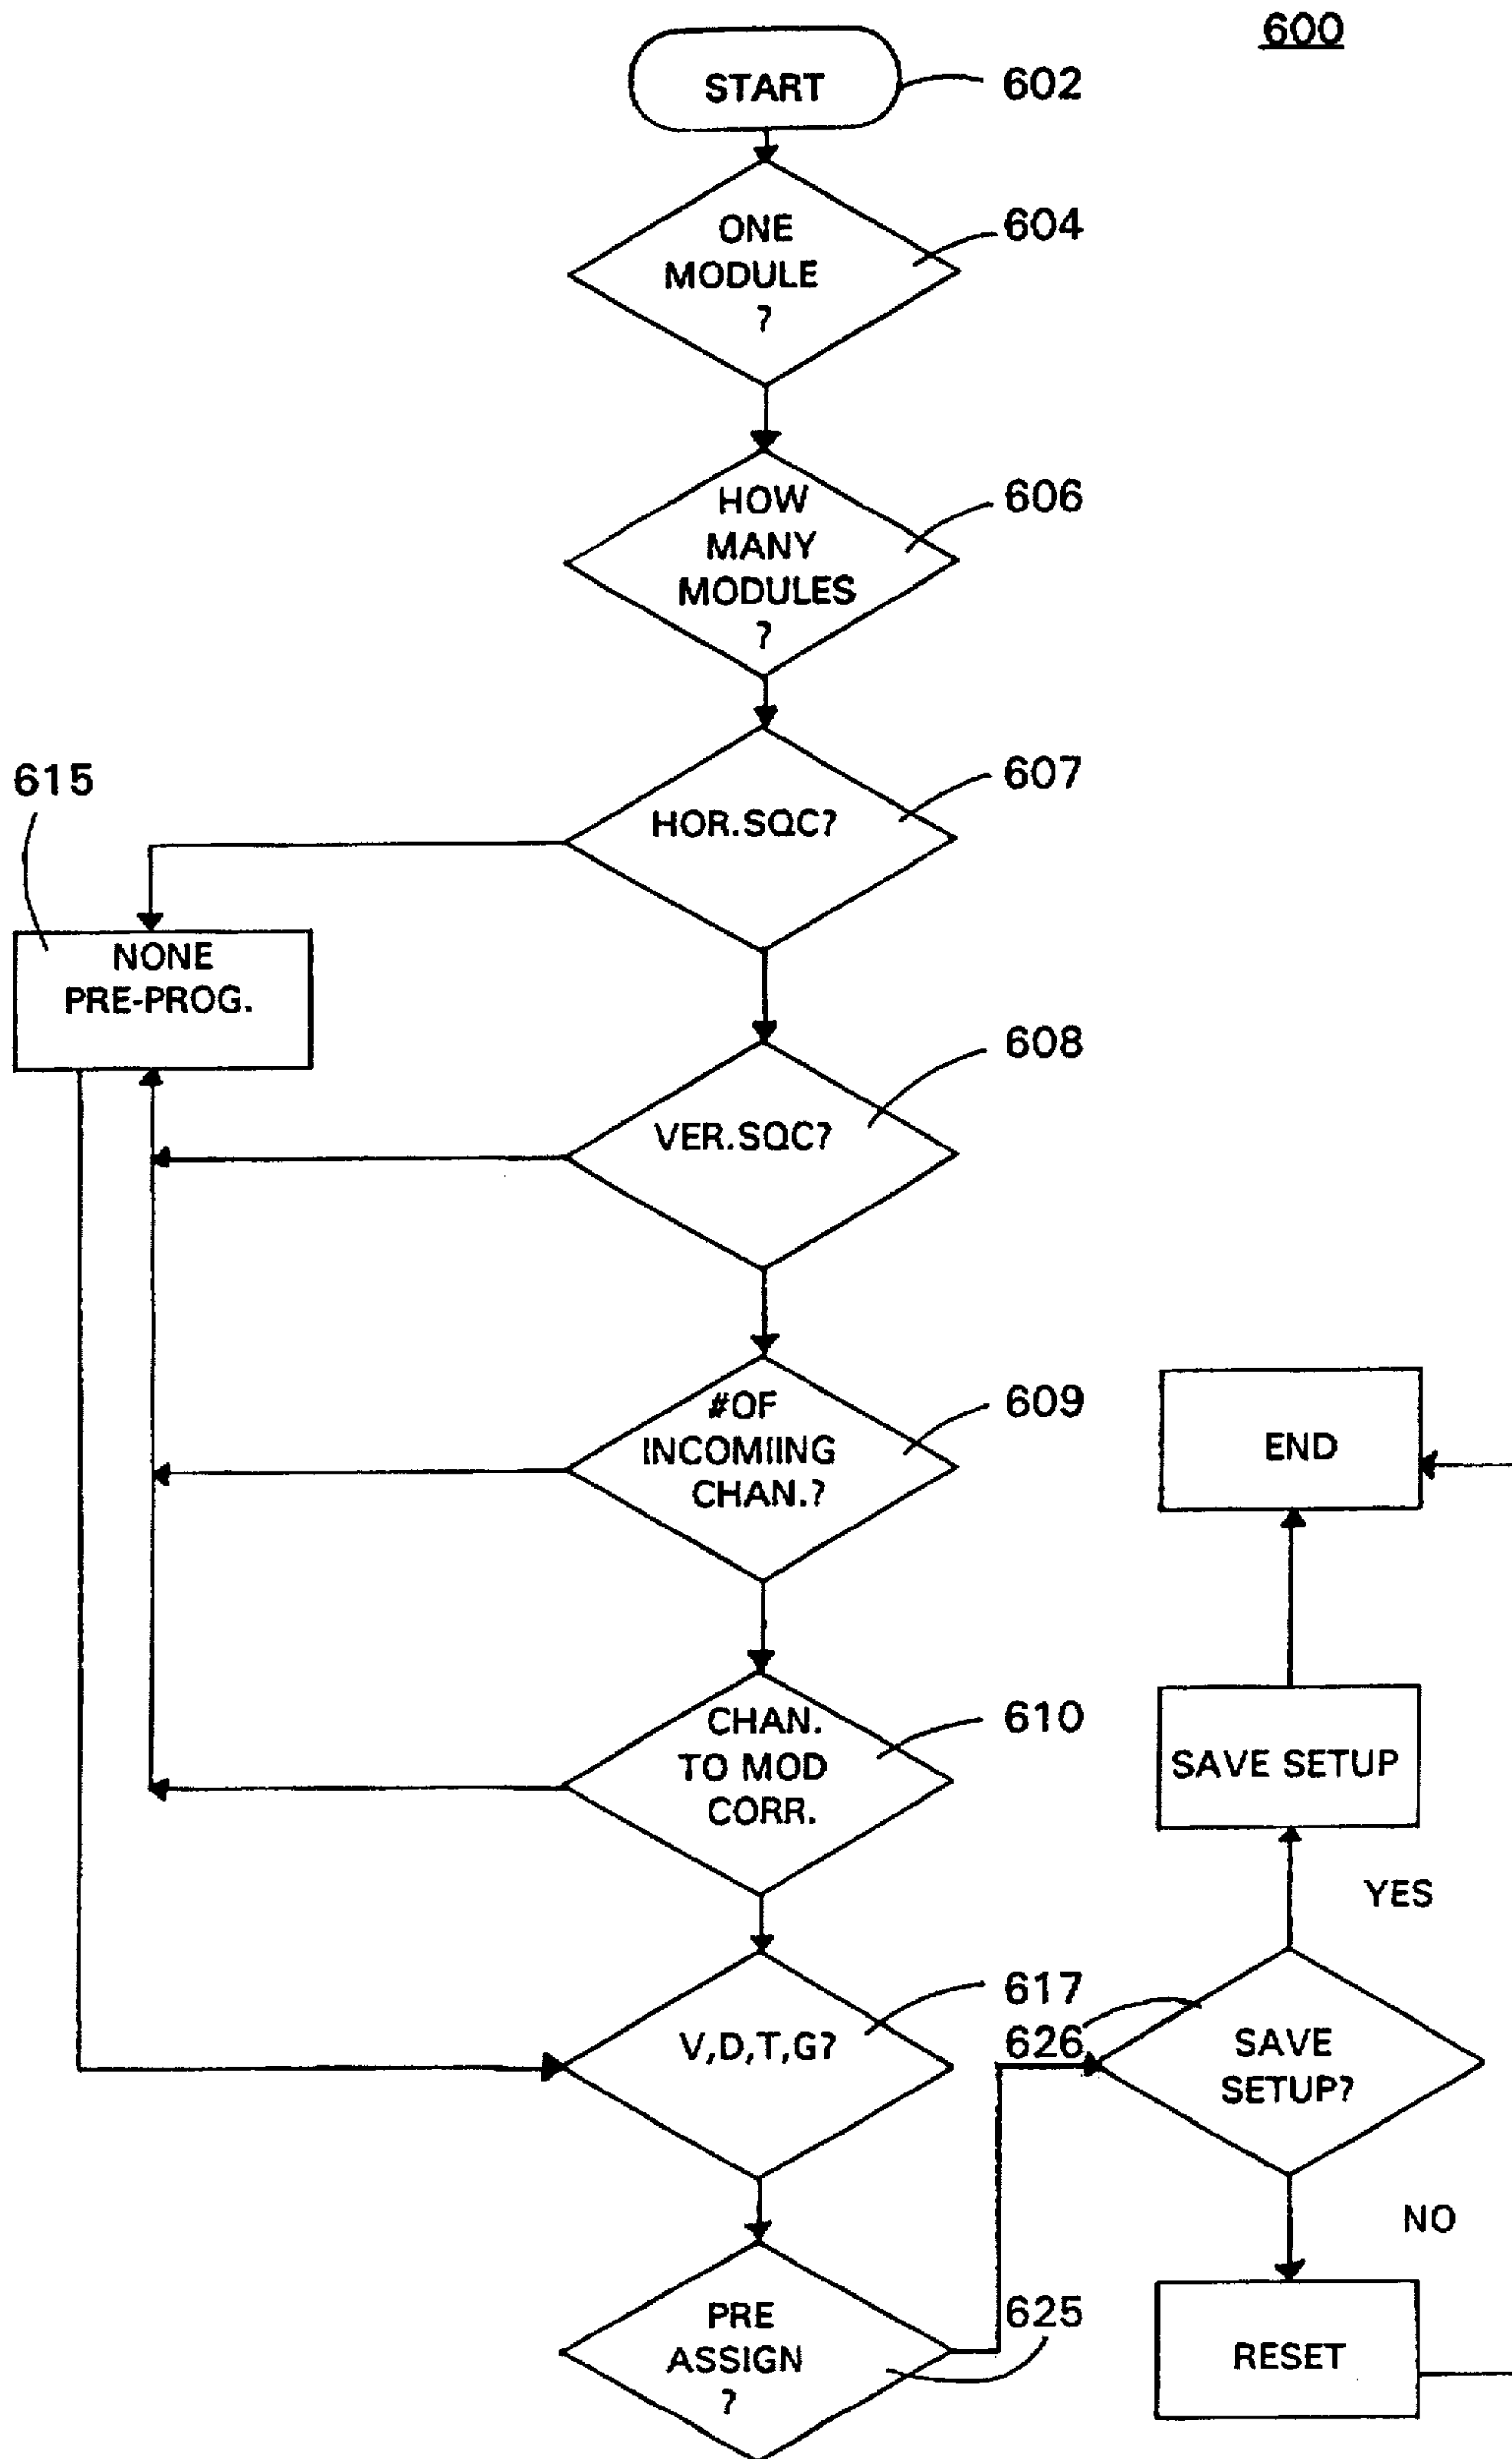 600
START
602
ONE
MODULE
?
604
HOW
MANY
MODULES
?
606
HOR.SQC?
607
615
NONE
PRE-PROG.
VER.SQC?
608
#OF
INCOMIING
CHAN.?
609
END
CHAN.
TO MOD
CORR.
610
SAVE SETUP
YES
V,D,T,G?
617
626
SAVE
SETUP?
NO
PRE
ASSIGN
?
625
RESET